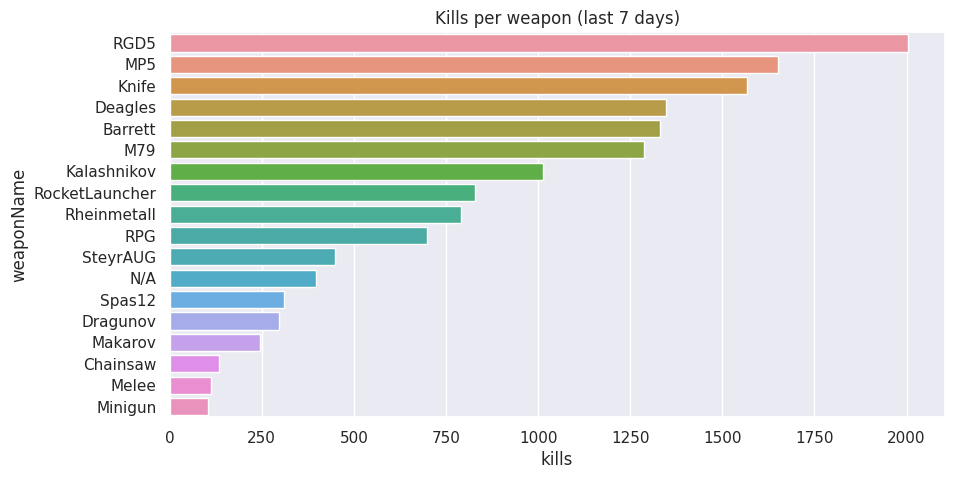 Kills per weapon (last 7 days)
RGD5
MP5
Knife
Deagles
Barrett
M79
Kalashnikov
RocketLauncher
Rheinmetall
RPG
SteyrAUG
N/A
Spas12
Dragunov
Makarov
Chainsaw
Melee
Minigun
weaponName
0 250 500 750 1000 1250 1500 1750 2000
kills